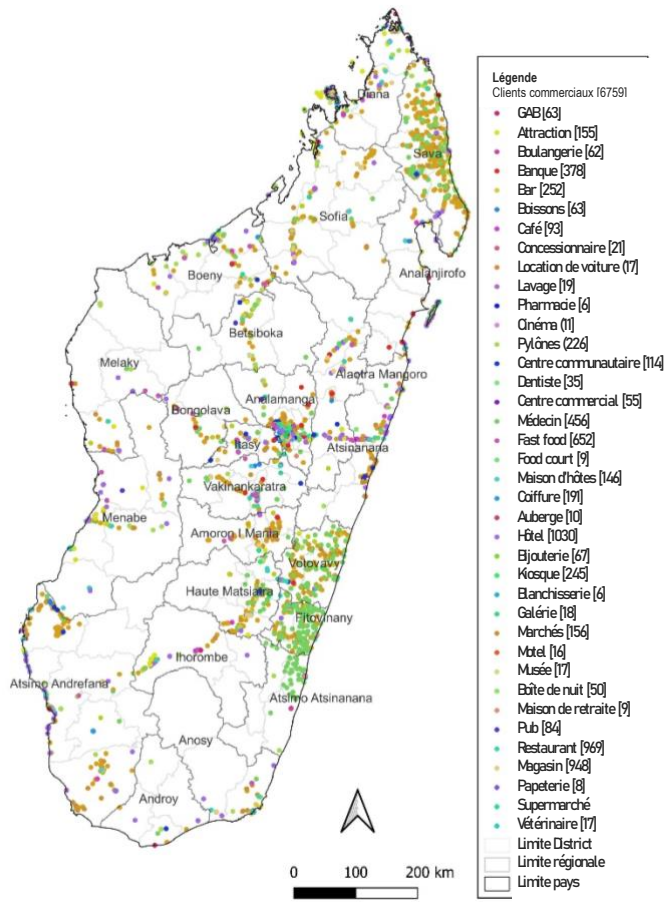 Légende
Clients commerciaux [6759]
GAB [63]
Attraction [155]
Boulangerie [62]
Banque [378]
Bar [252]
Boissons [63]
Café [93]
Concessionnaire [21]
Location de voiture (17]
Lavage [19]
Pharmacie [6]
Cinéma (11]
Pylônes (226]
Centre communautaire [114]
Dentiste [35]
Centre commercial [55]
Médecin [456]
Fast food [652]
Food court [9]
Maison d'hôtes [146]
Coiffure [191]
Auberge [10]
Hôtel [1030]
Bijouterie [67]
Kiosque [245]
Blanchisserie [6]
Galérie [18]
Marchés [156]
Motel [16]
Musée [17]
Boîte de nuit [50]
Maison de retraite [9]
Pub [84]
Restaurant [969]
Magasin [948]
Papeterie [8]
Supermarché
Vétérinaire [17]
Limite District
Limite régionale
Limite pays
Diana
Sava
Sofia
Boeny
Analanjirofo
Betsiboka
Melaky
Alaotra Mangoro
Analamanga
Bongolava
Itasy
Atsinanana
Vakinankaratra
Menabe
Amoron I Mania
Vatovavy
Haute Matsiatra
Fitovinany
Ihorombe
Atsimo Andrefana
Atsimo Atsinanana
Anosy
Androy
0 100 200 km